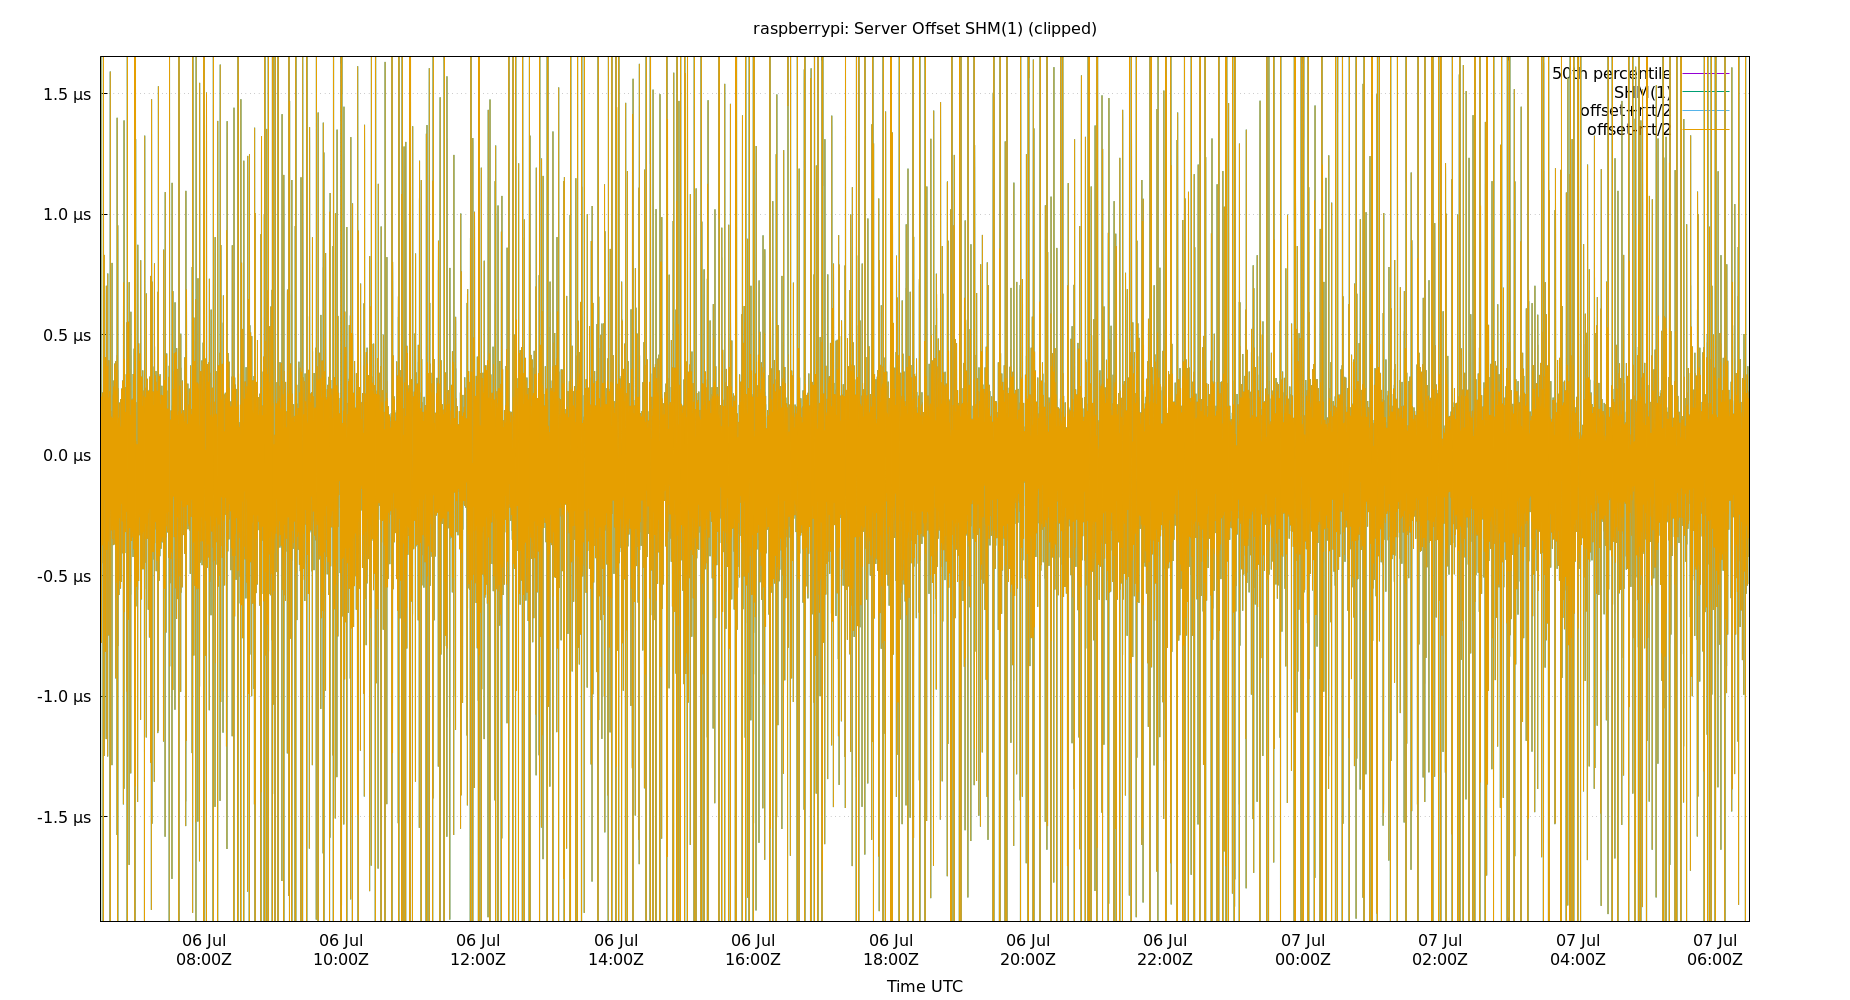 raspberrypi: Server Offset SHM(1) (clipped)
50th percentile
SHM(1)
offset+rtt/2
offset-rtt/2
1.5 µs
1.0 µs
0.5 µs
0.0 µs
-0.5 µs
-1.0 µs
-1.5 µs
06 Jul 06 Jul 06 Jul 06 Jul 06 Jul 06 Jul 06 Jul 06 Jul 07 Jul 07 Jul 07 Jul 07 Jul
08:00Z 10:00Z 12:00Z 14:00Z 16:00Z 18:00Z 20:00Z 22:00Z 00:00Z 02:00Z 04:00Z 06:00Z
Time UTC